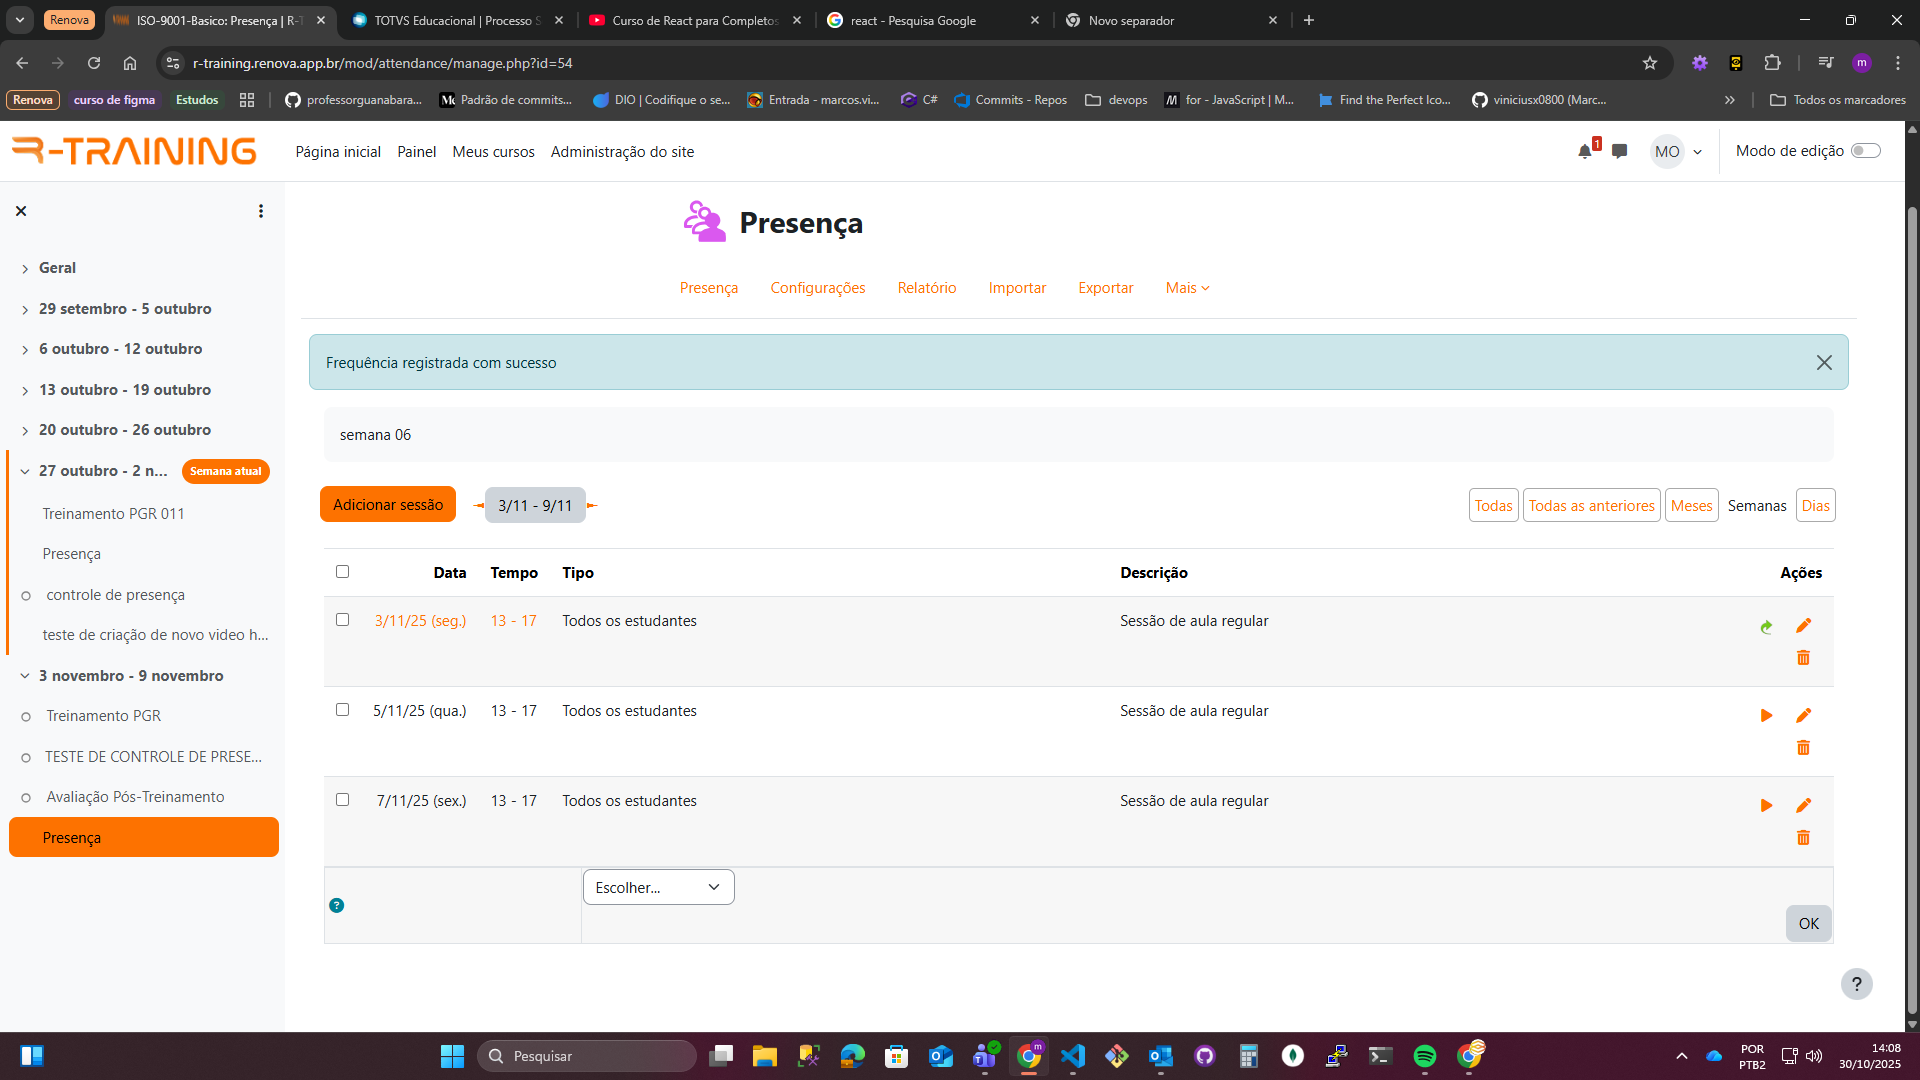 Renova
ISO-9001-Basico: Presença | R-T
TOTVS Educacional | Processo S
Curso de React para Completos
react - Pesquisa Google
Novo separador
r-training.renova.app.br/mod/attendance/manage.php?id=54
m
Renova
curso de figma
Estudos
professorguanabara...
Padrão de commits...
DIO | Codifique o se...
Entrada - marcos.vi...
C#
Commits - Repos
devops
for - JavaScript | M...
Find the Perfect Ico...
viniciusx0800 (Marc...
Todos os marcadores
R-TRAINING
Página inicial
Painel
Meus cursos
Administração do site
1
MO
Modo de edição
Geral
29 setembro - 5 outubro
6 outubro - 12 outubro
13 outubro - 19 outubro
20 outubro - 26 outubro
27 outubro - 2 n...
Semana atual
Treinamento PGR 011
Presença
controle de presença
teste de criação de novo video h...
3 novembro - 9 novembro
Treinamento PGR
TESTE DE CONTROLE DE PRESE...
Avaliação Pós-Treinamento
Presença
Presença
Presença
Configurações
Relatório
Importar
Exportar
Mais
Frequência registrada com sucesso
semana 06
Adicionar sessão
3/11 - 9/11
Todas
Todas as anteriores
Meses
Semanas
Dias
Data Tempo Tipo Descrição Ações
3/11/25 (seg.) 13 - 17 Todos os estudantes Sessão de aula regular
5/11/25 (qua.) 13 - 17 Todos os estudantes Sessão de aula regular
7/11/25 (sex.) 13 - 17 Todos os estudantes Sessão de aula regular
Escolher...
?
OK
?
Pesquisar
POR
PTB2
14:08
30/10/2025